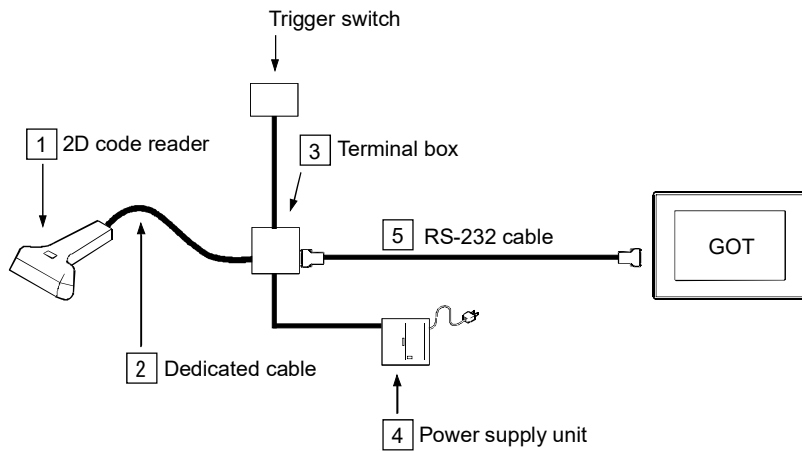 Trigger switch
1 2D code reader
3 Terminal box
5 RS-232 cable
GOT
2 Dedicated cable
4 Power supply unit